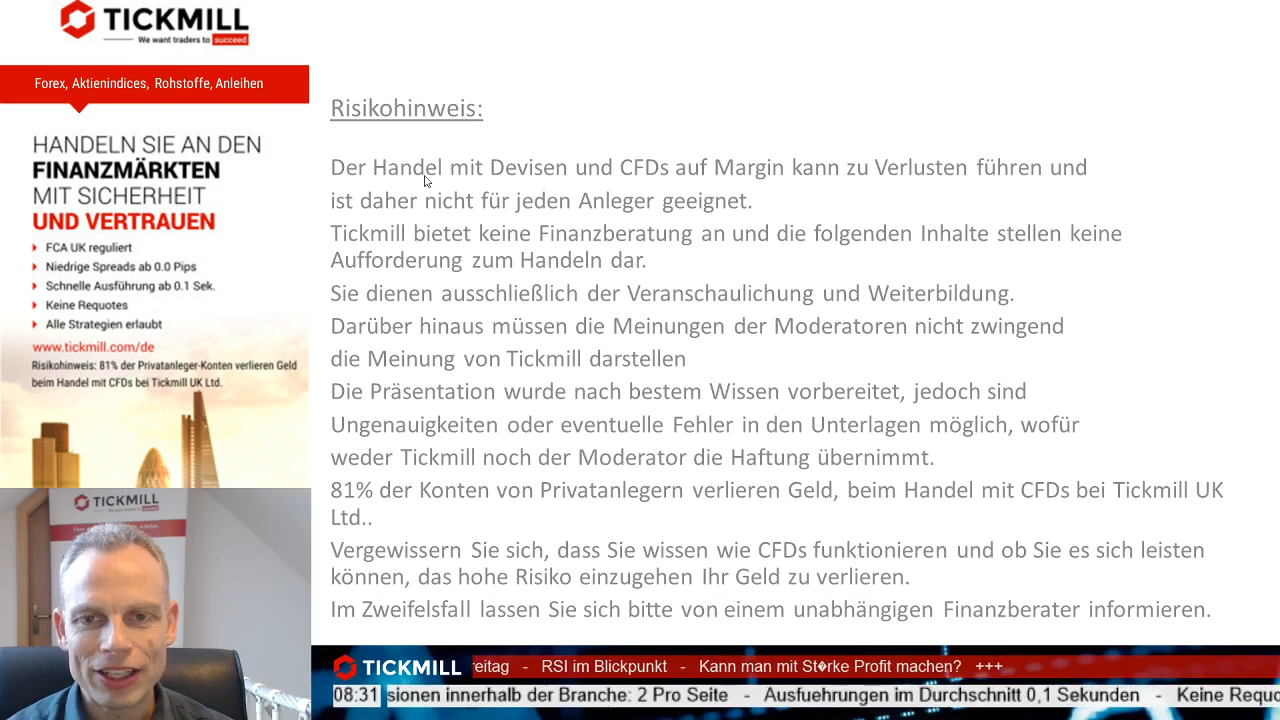 TICKMILL
We want traders to succeed
Forex, Aktienindices, Rohstoffe, Anleihen
HANDELN SIE AN DEN
FINANZMÄRKTEN
MIT SICHERHEIT
UND VERTRAUEN
FCA UK reguliert
Niedrige Spreads ab 0.0 Pips
Schnelle Ausführung ab 0.1 Sek.
Keine Requotes
Alle Strategien erlaubt
www.tickmill.com/de
Risikohinweis: 81% der Privatanleger-Konten verlieren Geld
beim Handel mit CFDs bei Tickmill UK Ltd.
TICKMILL
Risikohinweis:
Der Handel mit Devisen und CFDs auf Margin kann zu Verlusten führen und
ist daher nicht für jeden Anleger geeignet.
Tickmill bietet keine Finanzberatung an und die folgenden Inhalte stellen keine
Aufforderung zum Handeln dar.
Sie dienen ausschließlich der Veranschaulichung und Weiterbildung.
Darüber hinaus müssen die Meinungen der Moderatoren nicht zwingend
die Meinung von Tickmill darstellen
Die Präsentation wurde nach bestem Wissen vorbereitet, jedoch sind
Ungenauigkeiten oder eventuelle Fehler in den Unterlagen möglich, wofür
weder Tickmill noch der Moderator die Haftung übernimmt.
81% der Konten von Privatanlegern verlieren Geld, beim Handel mit CFDs bei Tickmill UK
Ltd..
Vergewissern Sie sich, dass Sie wissen wie CFDs funktionieren und ob Sie es sich leisten
können, das hohe Risiko einzugehen Ihr Geld zu verlieren.
Im Zweifelsfall lassen Sie sich bitte von einem unabhängigen Finanzberater informieren.
TICKMILL eitag - RSI im Blickpunkt - Kann man mit St�rke Profit machen? +++
08:31 sionen innerhalb der Branche: 2 Pro Seite - Ausfuehrungen im Durchschnitt 0,1 Sekunden - Keine Requo